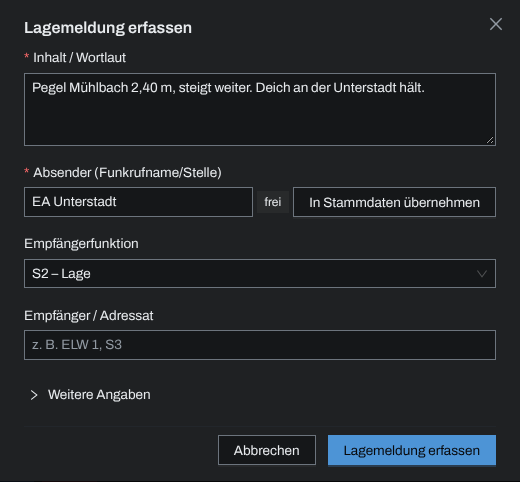 Lagemeldung erfassen
* Inhalt / Wortlaut
Pegel Mühlbach 2,40 m, steigt weiter. Deich an der Unterstadt hält.
* Absender (Funkrufname/Stelle)
EA Unterstadt
frei
In Stammdaten übernehmen
Empfängerfunktion
S2 – Lage
Empfänger / Adressat
z. B. ELW 1, S3
Weitere Angaben
Abbrechen
Lagemeldung erfassen